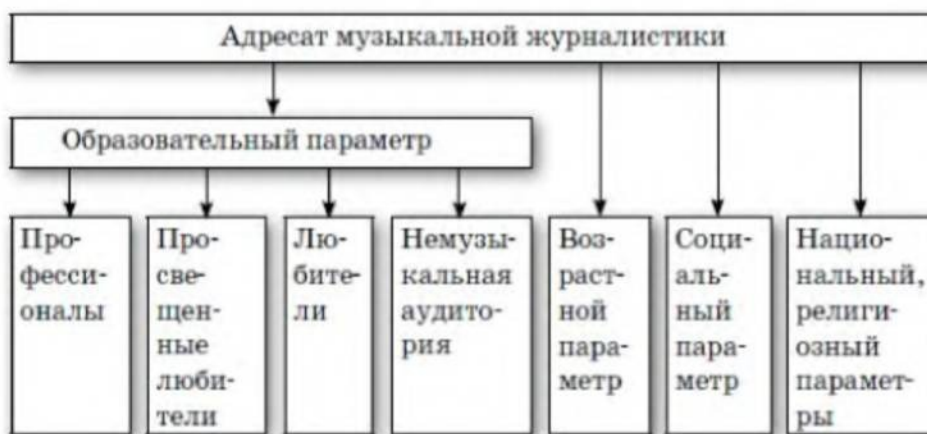 Адресат музыкальной журналистики
Образовательный параметр
Про-
фесси-
оналы
Про-
све-
щен-
ные
люби-
тели
Лю-
бите-
ли
Немузы-
кальная
аудито-
рия
Воз-
раст-
ной
пара-
метр
Соци-
аль-
ный
пара-
метр
Нацио-
нальный,
религи-
озный
парамет-
ры